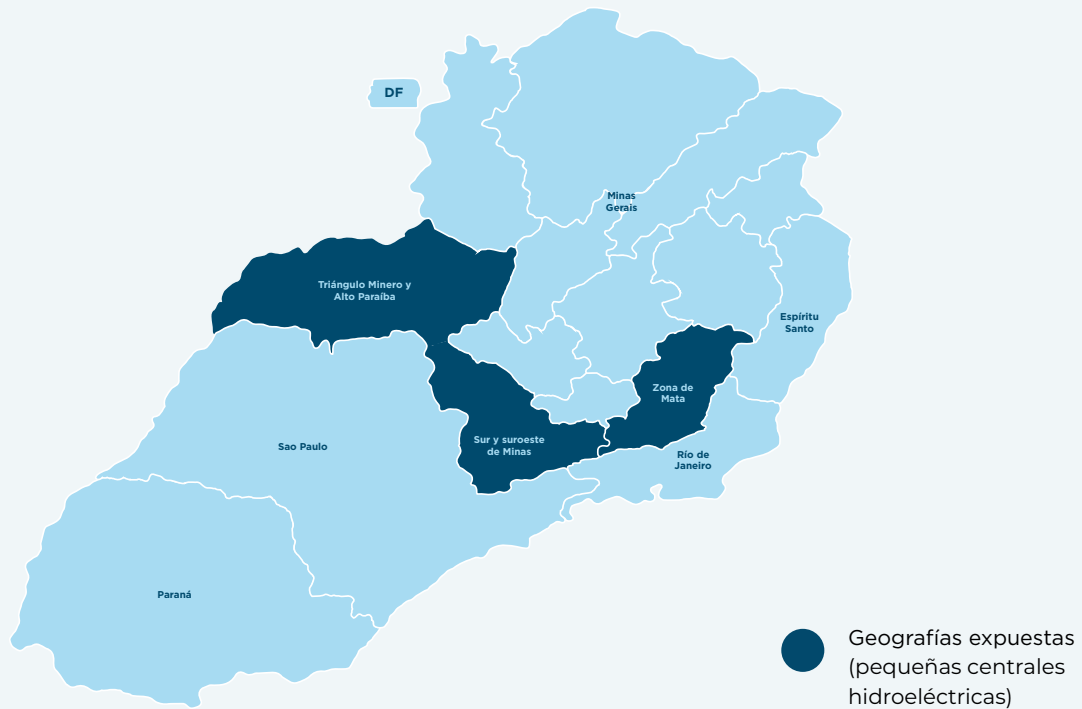 DF
Minas
Gerais
Triángulo Minero y
Alto Paraíba
Espíritu
Santo
Zona de
Mata
Sao Paulo
Sur y suroeste
de Minas
Río de
Janeiro
Paraná
Geografías expuestas
(pequeñas centrales
hidroeléctricas)